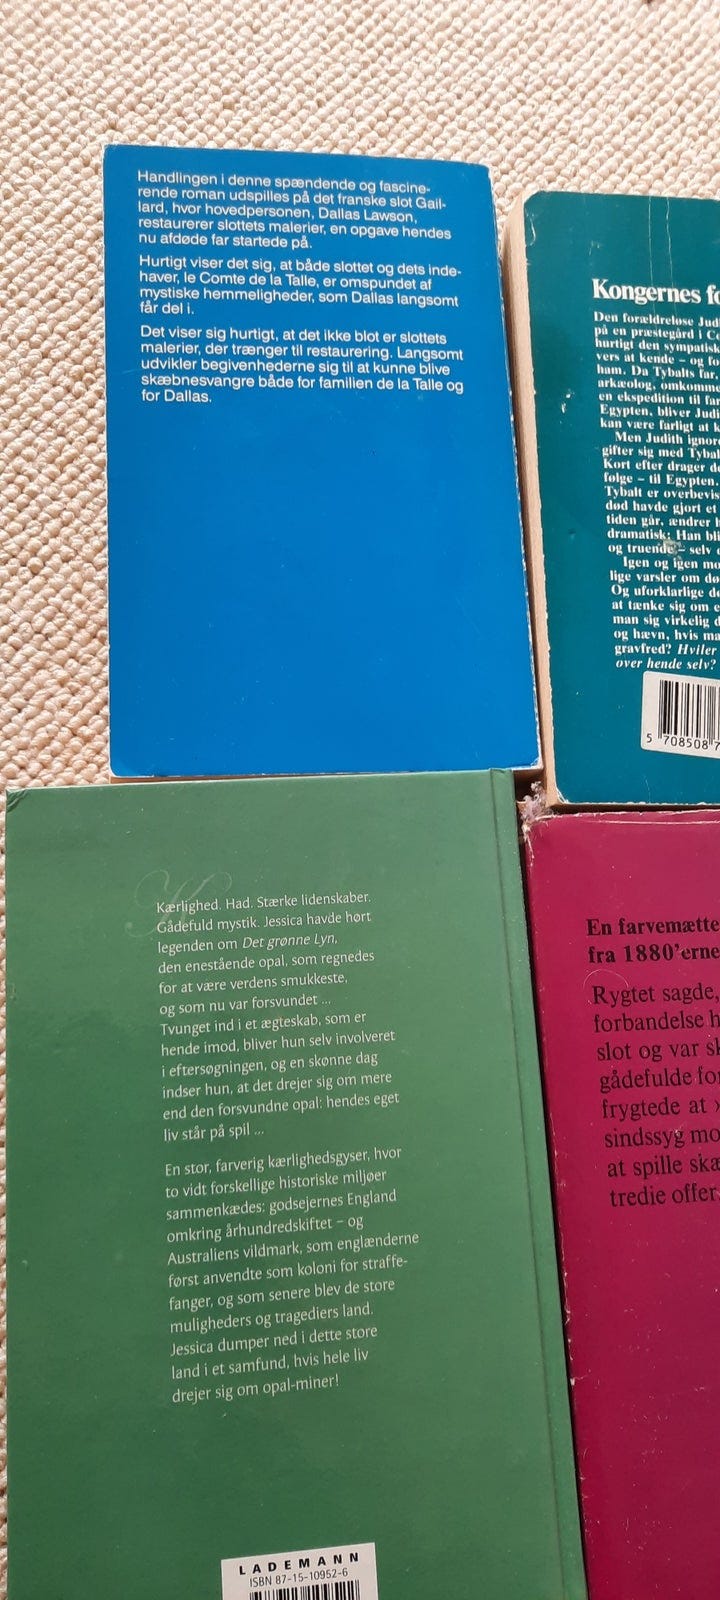 Handlingen i denne spændende og fascine-
rende roman udspilles på det franske slot Gail-
lard, hvor hovedpersonen, Dallas Lawson,
restaurerer slottets malerier, en opgave hendes
nu afdøde far startede på.
Hurtigt viser det sig, at både slottet og dets inde-
haver, le Comte de la Talle, er omspundet af
mystiske hemmeligheder, som Dallas langsomt
får del i.
Det viser sig hurtigt, at det ikke blot er slottets
malerier, der trænger til restaurering. Langsomt
udvikler begivenhederne sig til at kunne blive
skæbnesvangre både for familien de la Talle og
for Dallas.
Kongernes fo
Den forældreløse Judi
på en præstegård i Co
hurtigt den sympatisk
vers at kende – og fo
ham. Da Tybalts far,
arkæolog, omkomme
en ekspedition til far
Egypten, bliver Judi
kan være farligt at k
Men Judith ignor
gifter sig med Tybal
Kort efter drager de
følge – til Egypten.
Tybalt er overbevis
død havde gjort et
tiden går, ændrer h
dramatisk: Han bli
og truende – selv o
Igen og igen mo
lige varsler om dø
Og uforklarlige de
at tænke sig om e
man sig virkelig d
og hævn, hvis ma
gravfred? Hviler
over hende selv?
5 708508 7
Kærlighed. Had. Stærke lidenskaber.
Gådefuld mystik. Jessica havde hørt
legenden om Det grønne Lyn,
den enestående opal, som regnedes
for at være verdens smukkeste,
og som nu var forsvundet ...
Tvunget ind i et ægteskab, som er
hende imod, bliver hun selv involveret
i eftersøgningen, og en skønne dag
indser hun, at det drejer sig om mere
end den forsvundne opal: hendes eget
liv står på spil ...
En stor, farverig kærlighedsgyser, hvor
to vidt forskellige historiske miljøer
sammenkædes: godsejernes England
omkring århundredskiftet – og
Australiens vildmark, som englænderne
først anvendte som koloni for straffe-
fanger, og som senere blev de store
muligheders og tragediers land.
Jessica dumper ned i dette store
land i et samfund, hvis hele liv
drejer sig om opal-miner!
LADEMANN
ISBN 87-15-10952-6
En farvemætte
fra 1880'erne
Rygtet sagde,
forbandelse h
slot og var sk
gådefulde fo
frygtede at »
sindssyg mo
at spille skæ
tredie offer